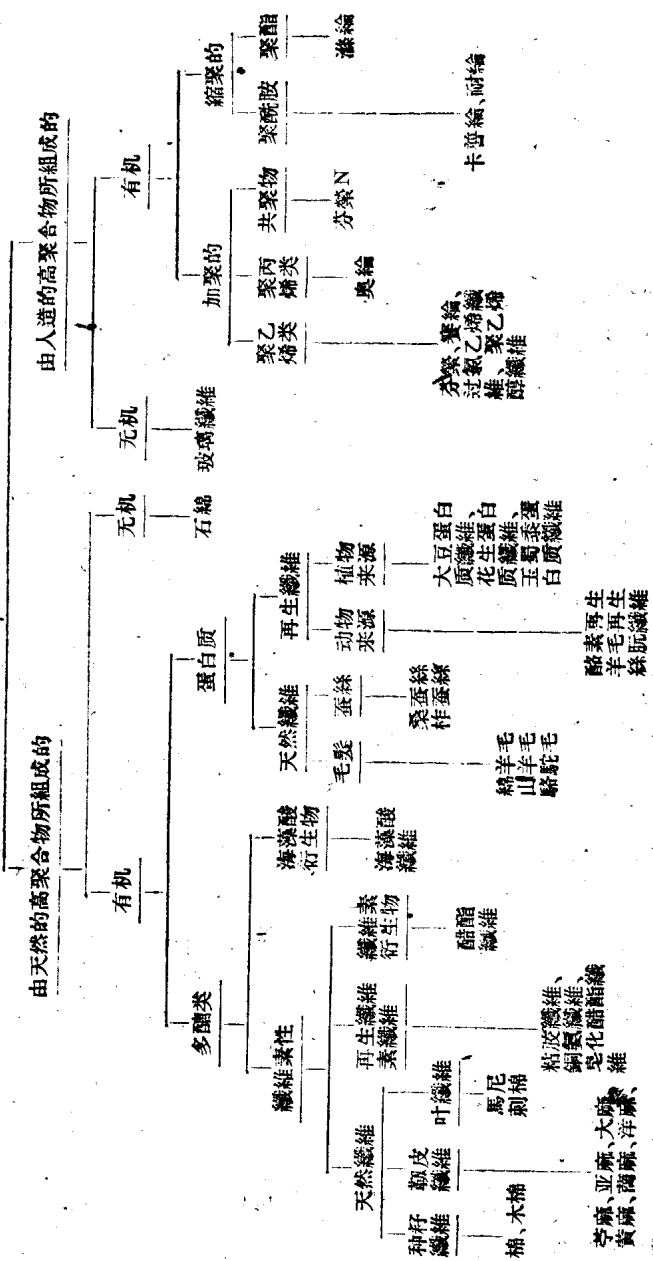 由天然的高聚合物所組成的
由人造的高聚合物所組成的
有机
无机
无机
有机
石綿
玻璃纖維
多醣类
蛋白质
加聚的
縮聚的
纖維素性
海藻酸
衍生物
海藻酸
纖維
天然纖維
再生纖維
聚乙
烯类
聚丙
烯类
共聚物
聚酰胺
聚酯
天然纖維
再生纖維
素纖維
纖維素
衍生物
醋酯
纖維
毛髮
蚕絲
动物
来源
植物
来源
芬縈、賽綸、
过氯乙烯纖
維、聚乙烯
醇纖維
奥綸
芬縈N
卡普綸、耐綸
滌綸
种籽
纖維
韌皮
纖維
叶纖維
粘液纖維、
銅氨纖維、
皂化醋酯纖
維
綿羊毛
山羊毛
駱駝毛
桑蚕絲
柞蚕絲
酪素再生
羊毛再生
絲朊纖維
大豆蛋白
质纖維、
花生蛋白
质纖維、
玉蜀黍蛋
白质纖維
棉、木棉
苧麻、亚麻、大麻、
黄麻、茼麻、洋麻、
馬尼
剌棉